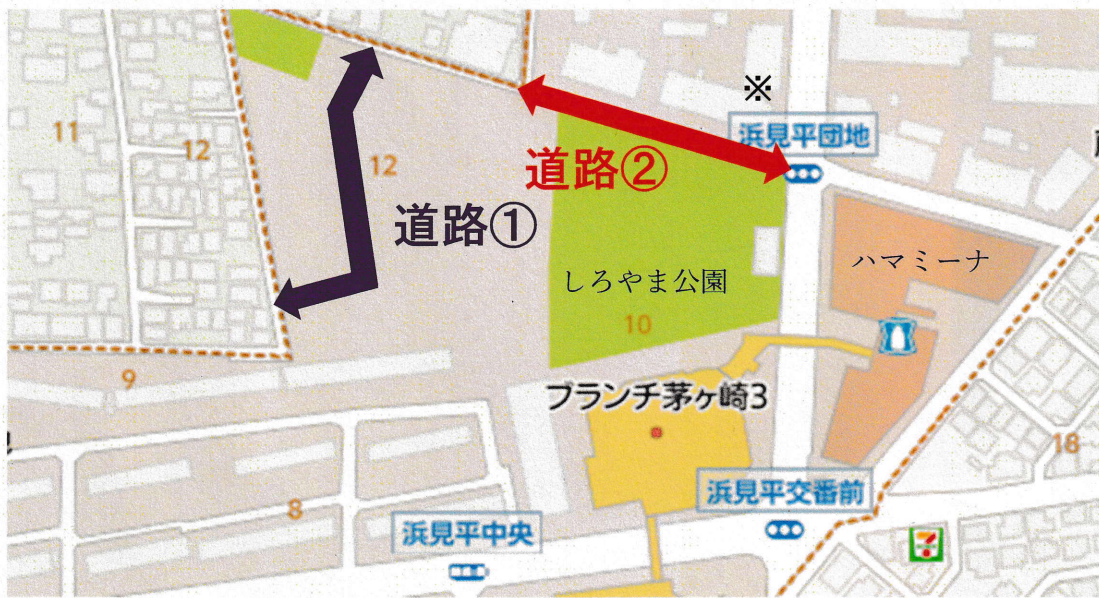 ※
浜見平団地
11
12
12
道路②
道路①
ハマミーナ
しろやま公園
10
9
ブランチ茅ヶ崎3
18
浜見平交番前
8
浜見平中央
7